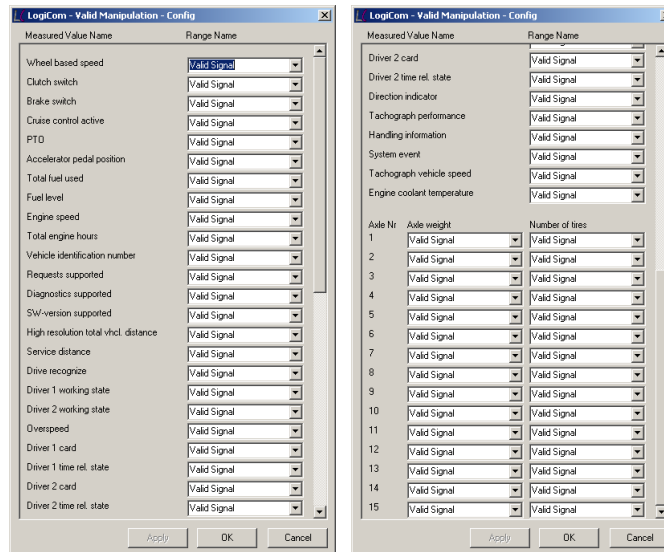 LogiCom - Valid Manipulation - Config
Measured Value Name Range Name
Wheel based speed Valid Signal
Clutch switch Valid Signal
Brake switch Valid Signal
Cruise control active Valid Signal
PTO Valid Signal
Accelerator pedal position Valid Signal
Total fuel used Valid Signal
Fuel level Valid Signal
Engine speed Valid Signal
Total engine hours Valid Signal
Vehicle identification number Valid Signal
Requests supported Valid Signal
Diagnostics supported Valid Signal
SW-version supported Valid Signal
High resolution total vhcl. distance Valid Signal
Service distance Valid Signal
Drive recognize Valid Signal
Driver 1 working state Valid Signal
Driver 2 working state Valid Signal
Overspeed Valid Signal
Driver 1 card Valid Signal
Driver 1 time rel. state Valid Signal
Driver 2 card Valid Signal
Driver 2 time rel. state Valid Signal
Apply OK Cancel
LogiCom - Valid Manipulation - Config
Measured Value Name Range Name
Driver 2 card Valid Signal
Driver 2 time rel. state Valid Signal
Direction indicator Valid Signal
Tachograph performance Valid Signal
Handling information Valid Signal
System event Valid Signal
Tachograph vehicle speed Valid Signal
Engine coolant temperature Valid Signal
Axle Nr Axle weight Number of tires
1 Valid Signal Valid Signal
2 Valid Signal Valid Signal
3 Valid Signal Valid Signal
4 Valid Signal Valid Signal
5 Valid Signal Valid Signal
6 Valid Signal Valid Signal
7 Valid Signal Valid Signal
8 Valid Signal Valid Signal
9 Valid Signal Valid Signal
10 Valid Signal Valid Signal
11 Valid Signal Valid Signal
12 Valid Signal Valid Signal
13 Valid Signal Valid Signal
14 Valid Signal Valid Signal
15 Valid Signal Valid Signal
Apply OK Cancel